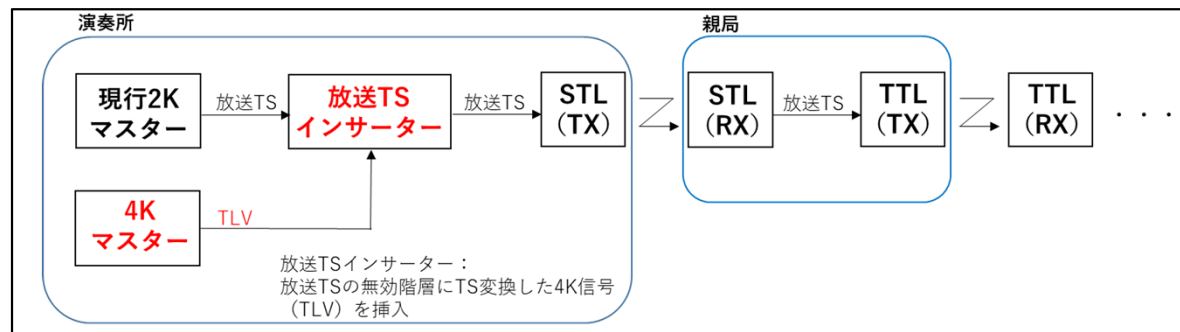 演奏所
親局
現行2K
マスター
放送TS
放送TS
インサーター
放送TS
STL
(TX)
STL
(RX)
放送TS
TTL
(TX)
TTL
(RX)
・・・
4K
マスター
TLV
放送TSインサーター：
放送TSの無効階層にTS変換した4K信号
（TLV）を挿入